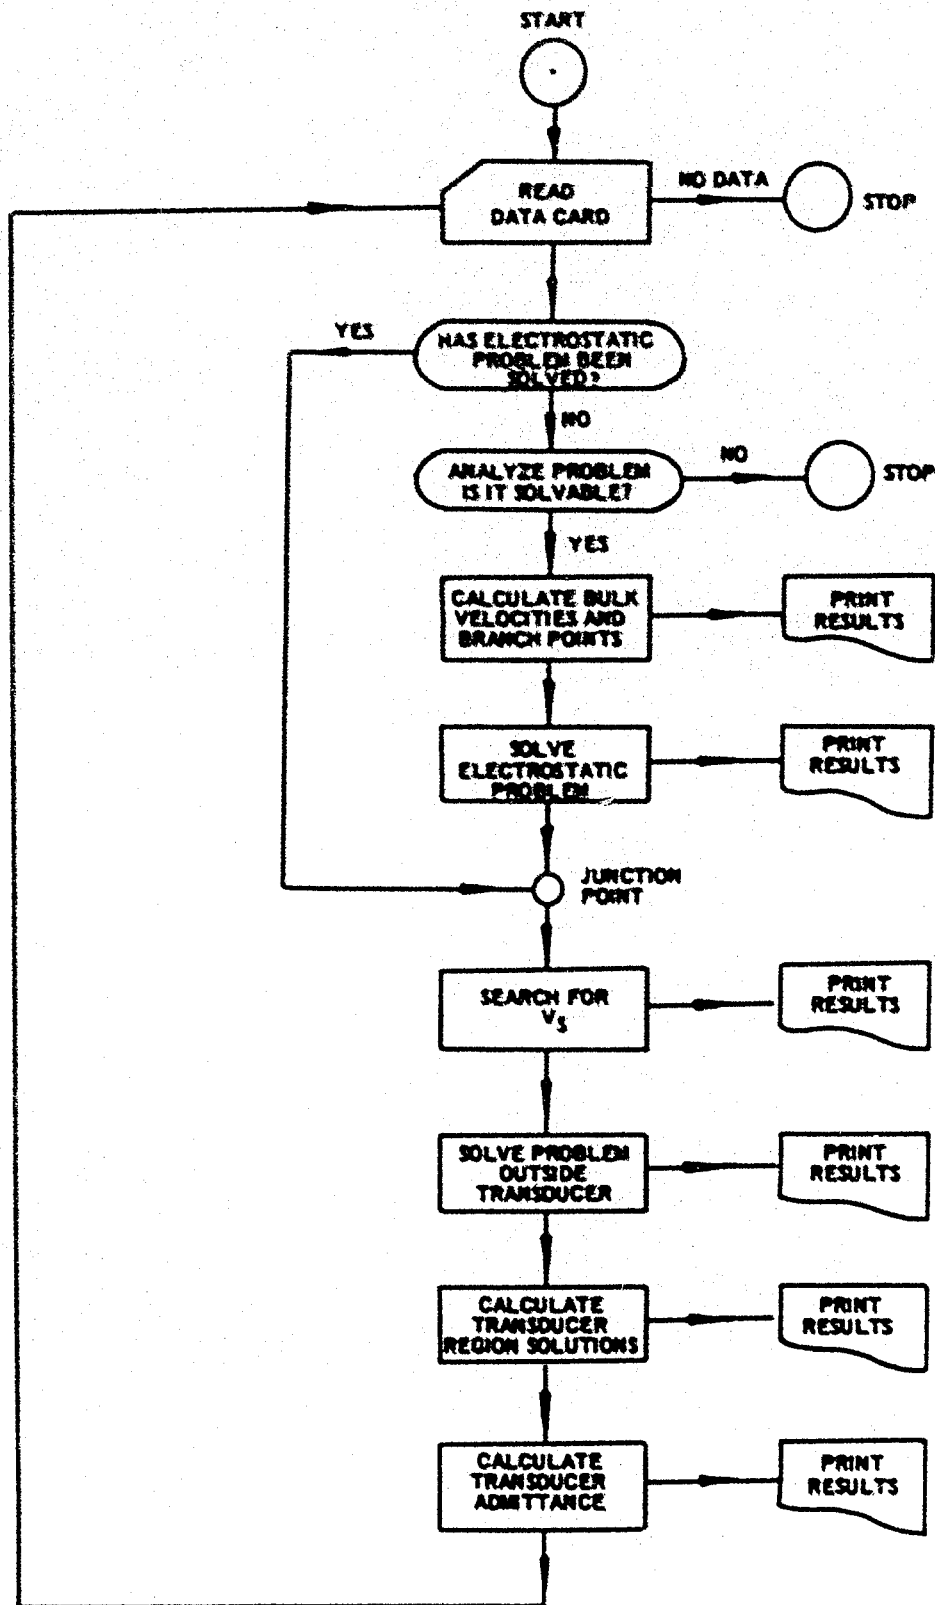 START
READ
DATA CARD
NO DATA
STOP
YES
HAS ELECTROSTATIC
PROBLEM BEEN
SOLVED?
NO
ANALYZE PROBLEM
IS IT SOLVABLE?
NO
STOP
YES
CALCULATE BULK
VELOCITIES AND
BRANCH POINTS
PRINT
RESULTS
SOLVE
ELECTROSTATIC
PROBLEM
PRINT
RESULTS
JUNCTION
POINT
SEARCH FOR
V_S
PRINT
RESULTS
SOLVE PROBLEM
OUTSIDE
TRANSDUCER
PRINT
RESULTS
CALCULATE
TRANSDUCER
REGION SOLUTIONS
PRINT
RESULTS
CALCULATE
TRANSDUCER
ADMITTANCE
PRINT
RESULTS